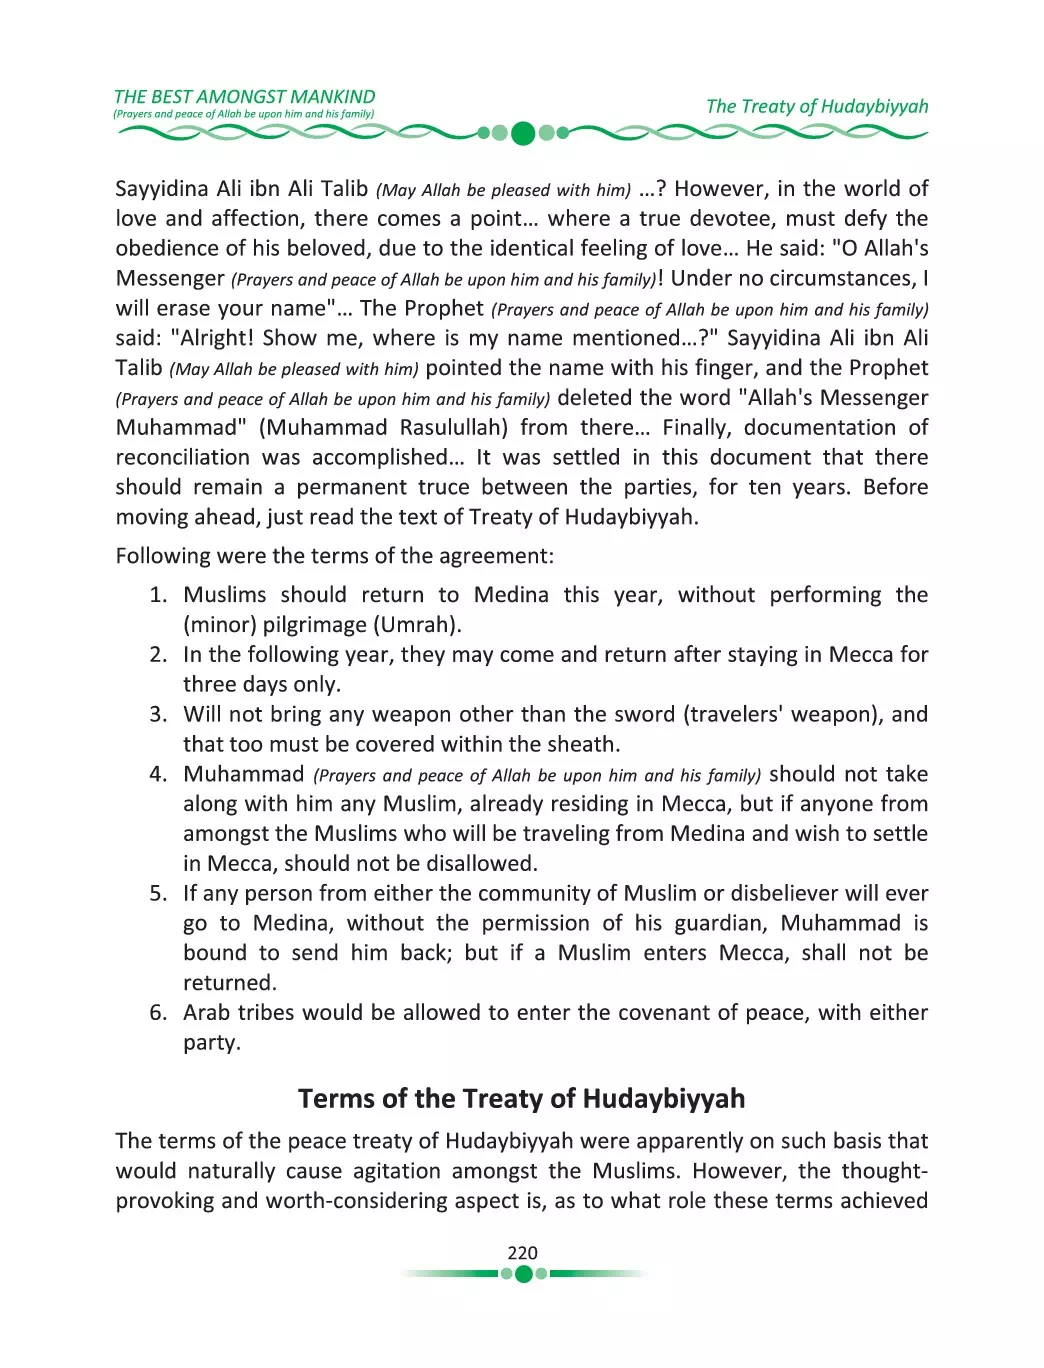 THE BEST AMONGST MANKIND
(Prayers and peace of Allah be upon him and his family)
The Treaty of Hudaybiyyah
Sayyidina Ali ibn Ali Talib (May Allah be pleased with him) ...? However, in the world of
love and affection, there comes a point... where a true devotee, must defy the
obedience of his beloved, due to the identical feeling of love... He said: "O Allah's
Messenger (Prayers and peace of Allah be upon him and his family)! Under no circumstances, I
will erase your name"... The Prophet (Prayers and peace of Allah be upon him and his family)
said: "Alright! Show me, where is my name mentioned...?" Sayyidina Ali ibn Ali
Talib (May Allah be pleased with him) pointed the name with his finger, and the Prophet
(Prayers and peace of Allah be upon him and his family) deleted the word "Allah's Messenger
Muhammad" (Muhammad Rasulullah) from there... Finally, documentation of
reconciliation was accomplished... It was settled in this document that there
should remain a permanent truce between the parties, for ten years. Before
moving ahead, just read the text of Treaty of Hudaybiyyah.
Following were the terms of the agreement:
1. Muslims should return to Medina this year, without performing the
(minor) pilgrimage (Umrah).
2. In the following year, they may come and return after staying in Mecca for
three days only.
3. Will not bring any weapon other than the sword (travelers' weapon), and
that too must be covered within the sheath.
4. Muhammad (Prayers and peace of Allah be upon him and his family) should not take
along with him any Muslim, already residing in Mecca, but if anyone from
amongst the Muslims who will be traveling from Medina and wish to settle
in Mecca, should not be disallowed.
5. If any person from either the community of Muslim or disbeliever will ever
go to Medina, without the permission of his guardian, Muhammad is
bound to send him back; but if a Muslim enters Mecca, shall not be
returned.
6. Arab tribes would be allowed to enter the covenant of peace, with either
party.
Terms of the Treaty of Hudaybiyyah
The terms of the peace treaty of Hudaybiyyah were apparently on such basis that
would naturally cause agitation amongst the Muslims. However, the thought-
provoking and worth-considering aspect is, as to what role these terms achieved
220